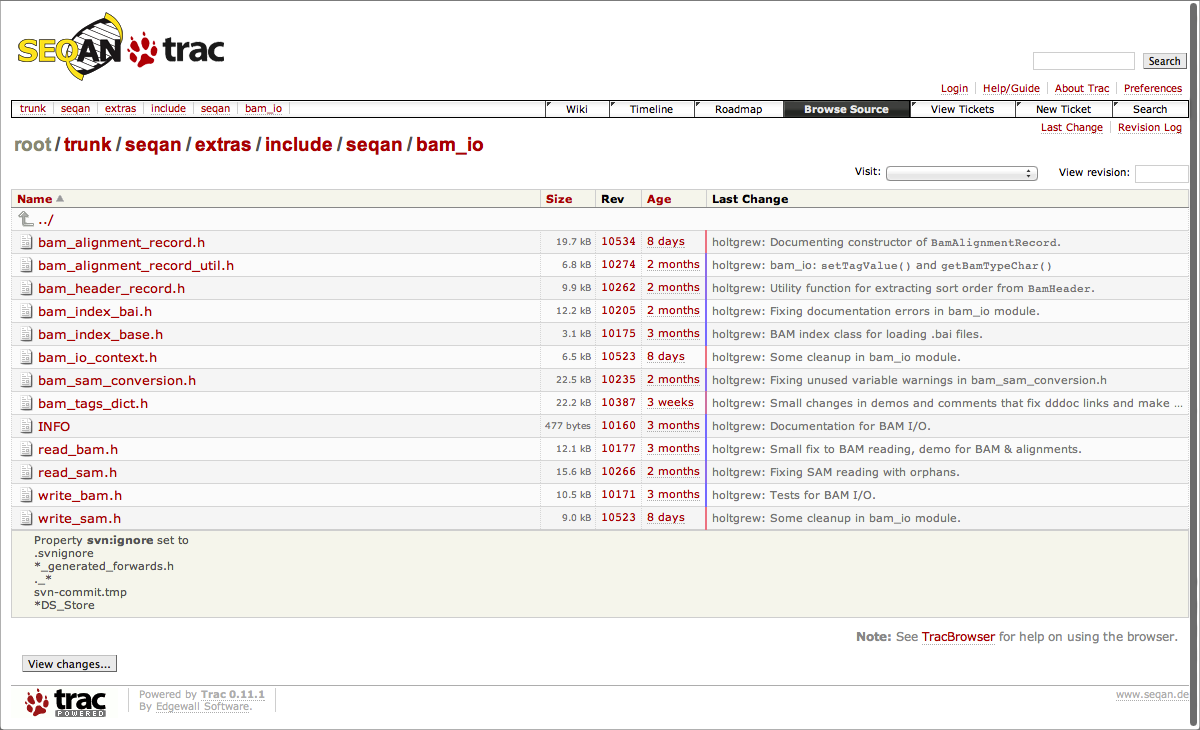 SEQAN trac
Search
Login Help/Guide About Trac Preferences
trunk seqan extras include seqan bam_io Wiki Timeline Roadmap Browse Source View Tickets New Ticket Search
Last Change Revision Log
root/trunk/seqan/extras/include/seqan/bam_io
Visit: View revision:
Name Size Rev Age Last Change
../
bam_alignment_record.h 19.7 kB 10534 8 days holtgrew: Documenting constructor of BamAlignmentRecord.
bam_alignment_record_util.h 6.8 kB 10274 2 months holtgrew: bam_io: setTagValue() and getBamTypeChar()
bam_header_record.h 9.9 kB 10262 2 months holtgrew: Utility function for extracting sort order from BamHeader.
bam_index_bai.h 12.2 kB 10205 2 months holtgrew: Fixing documentation errors in bam_io module.
bam_index_base.h 3.1 kB 10175 3 months holtgrew: BAM index class for loading .bai files.
bam_io_context.h 6.5 kB 10523 8 days holtgrew: Some cleanup in bam_io module.
bam_sam_conversion.h 22.5 kB 10235 2 months holtgrew: Fixing unused variable warnings in bam_sam_conversion.h
bam_tags_dict.h 22.2 kB 10387 3 weeks holtgrew: Small changes in demos and comments that fix dddoc links and make ...
INFO 477 bytes 10160 3 months holtgrew: Documentation for BAM I/O.
read_bam.h 12.1 kB 10177 3 months holtgrew: Small fix to BAM reading, demo for BAM & alignments.
read_sam.h 15.6 kB 10266 2 months holtgrew: Fixing SAM reading with orphans.
write_bam.h 10.5 kB 10171 3 months holtgrew: Tests for BAM I/O.
write_sam.h 9.0 kB 10523 8 days holtgrew: Some cleanup in bam_io module.
Property svn:ignore set to
.svnignore
*_generated_forwards.h
._*
svn-commit.tmp
*DS_Store
Note: See TracBrowser for help on using the browser.
View changes...
trac POWERED
Powered by Trac 0.11.1
By Edgewall Software.
www.seqan.de